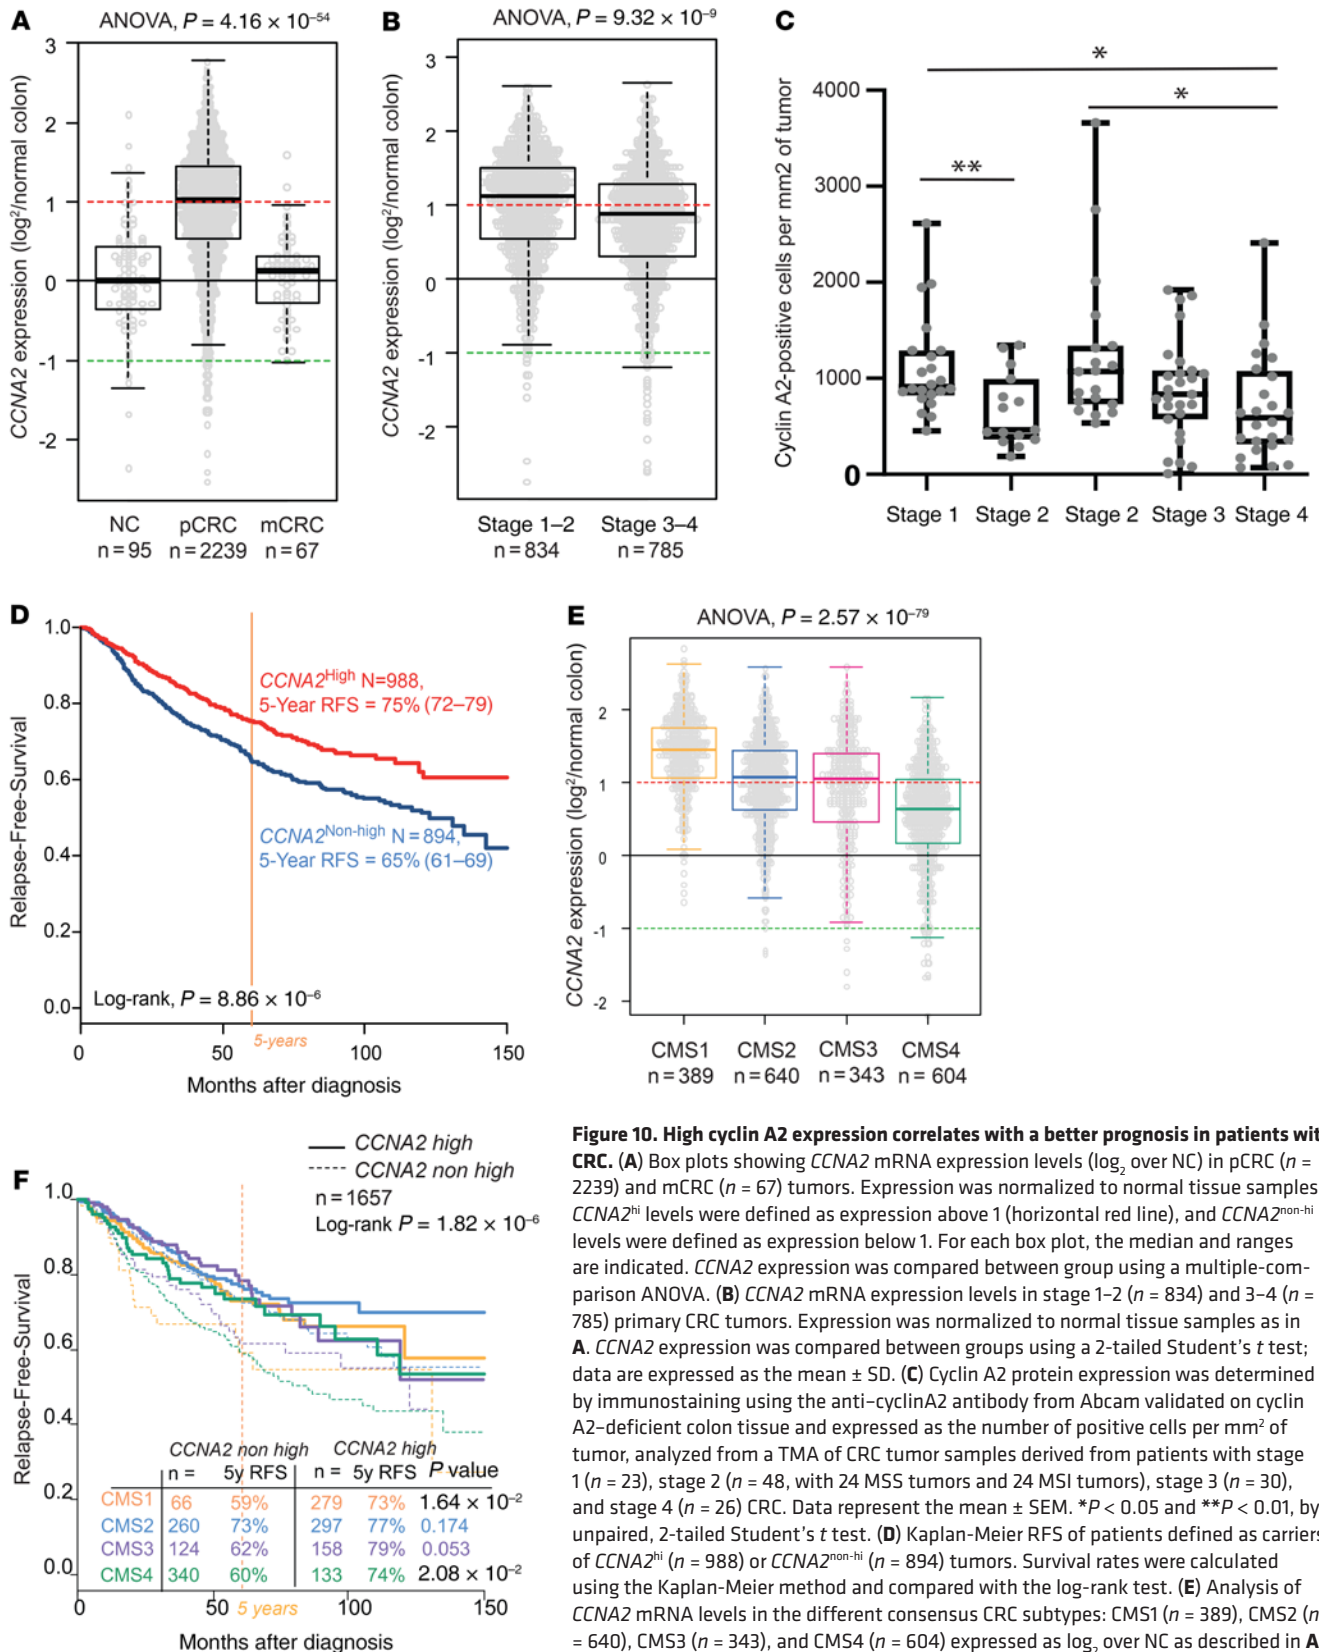 A
ANOVA, P = 4.16 × 10–54
CCNA2 expression (log2/normal colon)
3
2
1
0
-1
-2
NC
n = 95
pCRC
n = 2239
mCRC
n = 67
B
ANOVA, P = 9.32 × 10–9
CCNA2 expression (log2/normal colon)
3
2
1
0
-1
-2
Stage 1–2
n = 834
Stage 3–4
n = 785
C
Cyclin A2-positive cells per mm2 of tumor
4000
3000
2000
1000
0
*
*
**
Stage 1 Stage 2 Stage 2 Stage 3 Stage 4
D
Relapse-Free-Survival
1.0
0.8
0.6
0.4
0.2
0.0
CCNA2High N=988,
5-Year RFS = 75% (72–79)
CCNA2Non-high N = 894,
5-Year RFS = 65% (61–69)
Log-rank, P = 8.86 × 10–6
5-years
0 50 100 150
Months after diagnosis
E
ANOVA, P = 2.57 × 10–79
CCNA2 expression (log2/normal colon)
2
1
0
-1
-2
CMS1
n = 389
CMS2
n = 640
CMS3
n = 343
CMS4
n = 604
F
CCNA2 high
CCNA2 non high
n = 1657
Log-rank P = 1.82 × 10–6
Relapse-Free-Survival
1.0
0.8
0.6
0.4
0.2
0.0
CCNA2 non high CCNA2 high
n = 5y RFS n = 5y RFS P value
CMS1 66 59% 279 73% 1.64 × 10–2
CMS2 260 73% 297 77% 0.174
CMS3 124 62% 158 79% 0.053
CMS4 340 60% 133 74% 2.08 × 10–2
0 50 5 years 100 150
Months after diagnosis
Figure 10. High cyclin A2 expression correlates with a better prognosis in patients wit
CRC. (A) Box plots showing CCNA2 mRNA expression levels (log2 over NC) in pCRC (n =
2239) and mCRC (n = 67) tumors. Expression was normalized to normal tissue samples
CCNA2hi levels were defined as expression above 1 (horizontal red line), and CCNA2non-hi
levels were defined as expression below 1. For each box plot, the median and ranges
are indicated. CCNA2 expression was compared between group using a multiple-com-
parison ANOVA. (B) CCNA2 mRNA expression levels in stage 1–2 (n = 834) and 3–4 (n =
785) primary CRC tumors. Expression was normalized to normal tissue samples as in
A. CCNA2 expression was compared between groups using a 2-tailed Student's t test;
data are expressed as the mean ± SD. (C) Cyclin A2 protein expression was determined
by immunostaining using the anti–cyclinA2 antibody from Abcam validated on cyclin
A2–deficient colon tissue and expressed as the number of positive cells per mm2 of
tumor, analyzed from a TMA of CRC tumor samples derived from patients with stage
1 (n = 23), stage 2 (n = 48, with 24 MSS tumors and 24 MSI tumors), stage 3 (n = 30),
and stage 4 (n = 26) CRC. Data represent the mean ± SEM. *P < 0.05 and **P < 0.01, by
unpaired, 2-tailed Student's t test. (D) Kaplan-Meier RFS of patients defined as carriers
of CCNA2hi (n = 988) or CCNA2non-hi (n = 894) tumors. Survival rates were calculated
using the Kaplan-Meier method and compared with the log-rank test. (E) Analysis of
CCNA2 mRNA levels in the different consensus CRC subtypes: CMS1 (n = 389), CMS2 (n
= 640), CMS3 (n = 343), and CMS4 (n = 604) expressed as log2 over NC as described in A